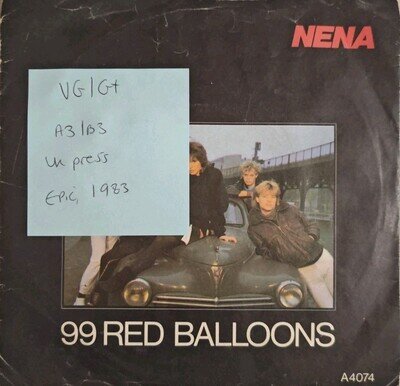 NENA
VG/G+
A3/B3
UK press
Epic, 1983
99 RED BALLOONS
A4074